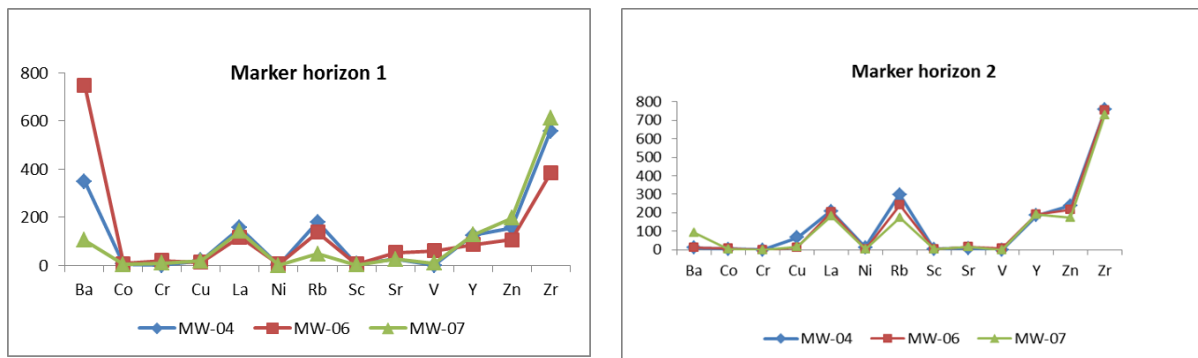 Marker horizon 1
800
600
400
200
0
Ba Co Cr Cu La Ni Rb Sc Sr V Y Zn Zr
MW-04 MW-06 MW-07
Marker horizon 2
800
700
600
500
400
300
200
100
0
Ba Co Cr Cu La Ni Rb Sc Sr V Y Zn Zr
MW-04 MW-06 MW-07